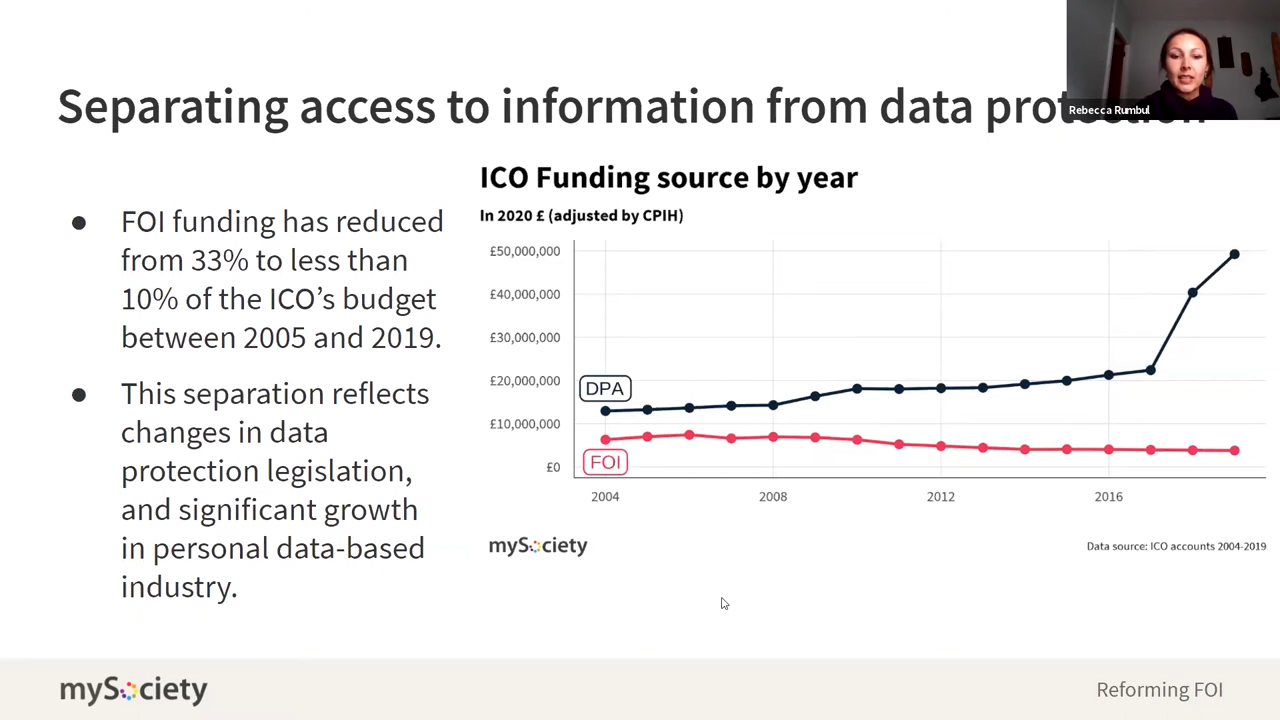 Separating access to information from data protection
Rebecca Rumbul
● FOI funding has reduced
from 33% to less than
10% of the ICO’s budget
between 2005 and 2019.
● This separation reflects
changes in data
protection legislation,
and significant growth
in personal data-based
industry.
ICO Funding source by year
In 2020 £ (adjusted by CPIH)
£50,000,000
£40,000,000
£30,000,000
£20,000,000
£10,000,000
£0
DPA
FOI
2004 2008 2012 2016
mySociety
Data source: ICO accounts 2004-2019
mySociety
Reforming FOI